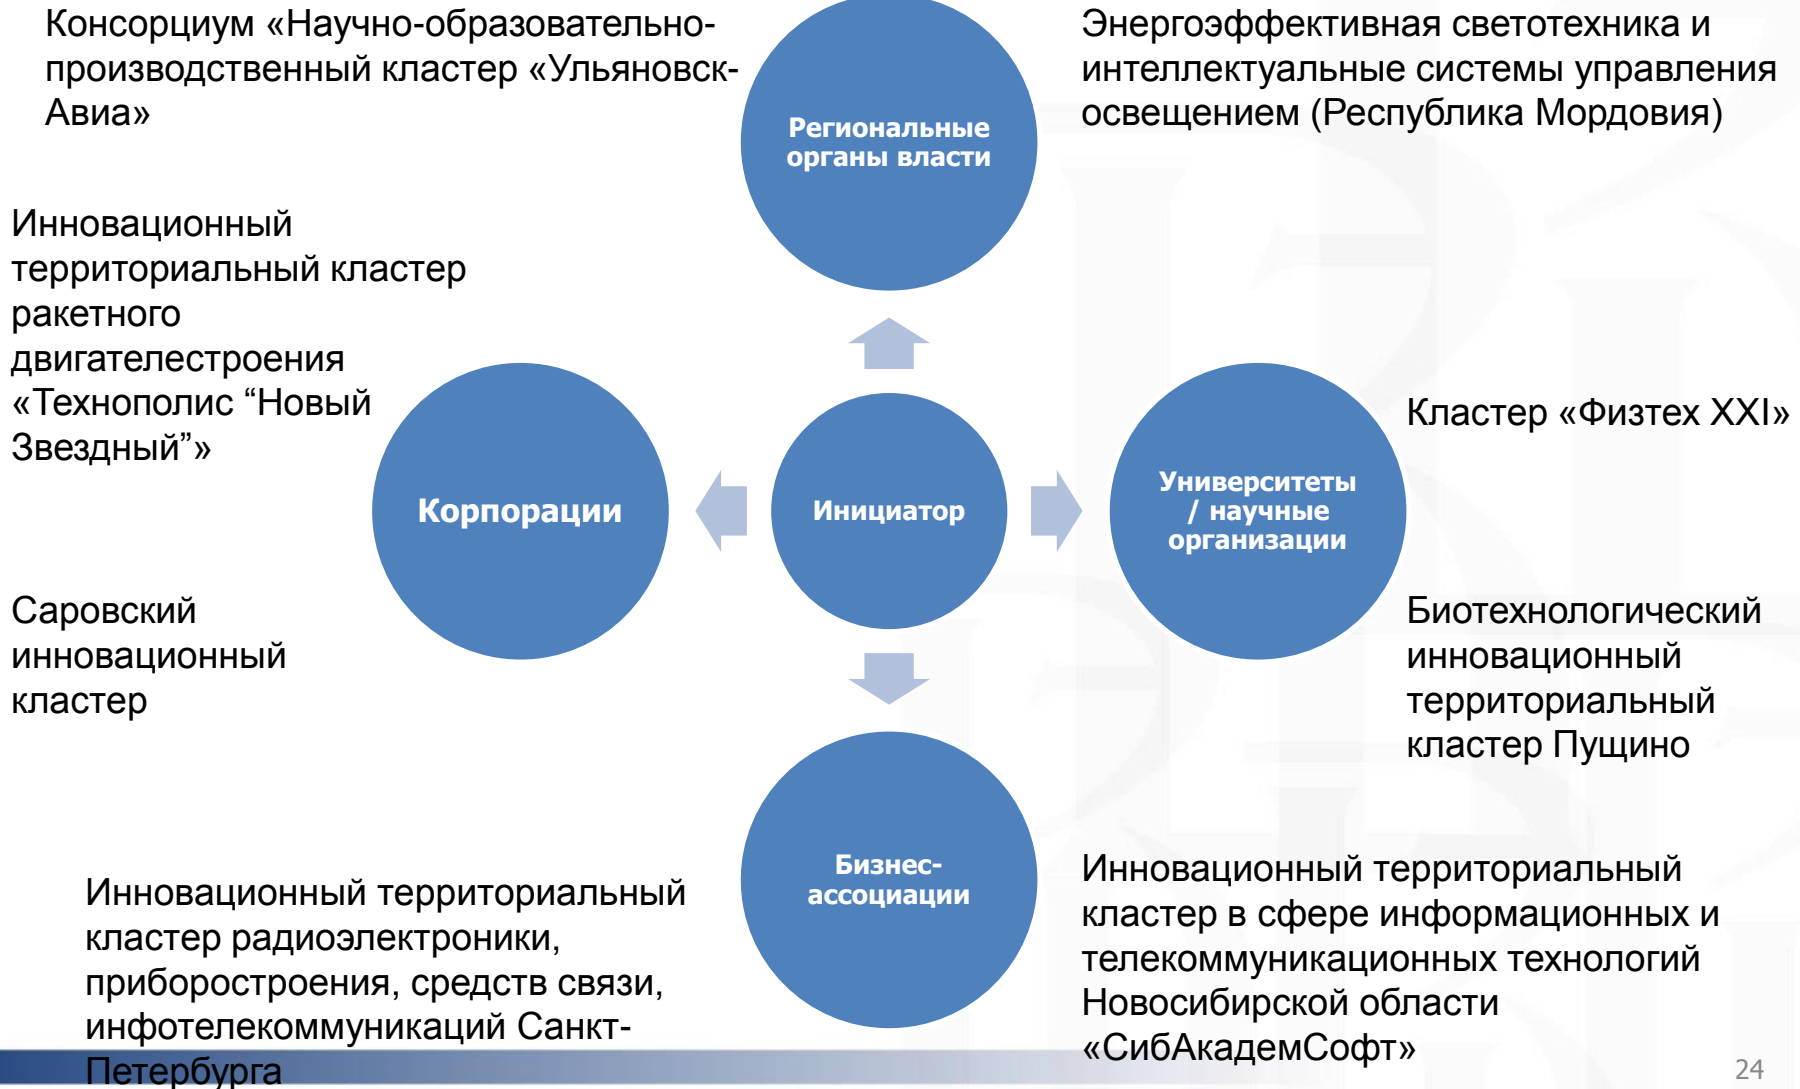 Консорциум «Научно-образовательно-
производственный кластер «Ульяновск-
Авиа»
Региональные
органы власти
Энергоэффективная светотехника и
интеллектуальные системы управления
освещением (Республика Мордовия)
Инновационный
территориальный кластер
ракетного
двигателестроения
«Технополис “Новый
Звездный”»
Корпорации
Инициатор
Университеты
/ научные
организации
Кластер «Физтех XXI»
Саровский
инновационный
кластер
Биотехнологический
инновационный
территориальный
кластер Пущино
Бизнес-
ассоциации
Инновационный территориальный
кластер радиоэлектроники,
приборостроения, средств связи,
инфотелекоммуникаций Санкт-
Петербурга
Инновационный территориальный
кластер в сфере информационных и
телекоммуникационных технологий
Новосибирской области
«СибАкадемСофт»
24